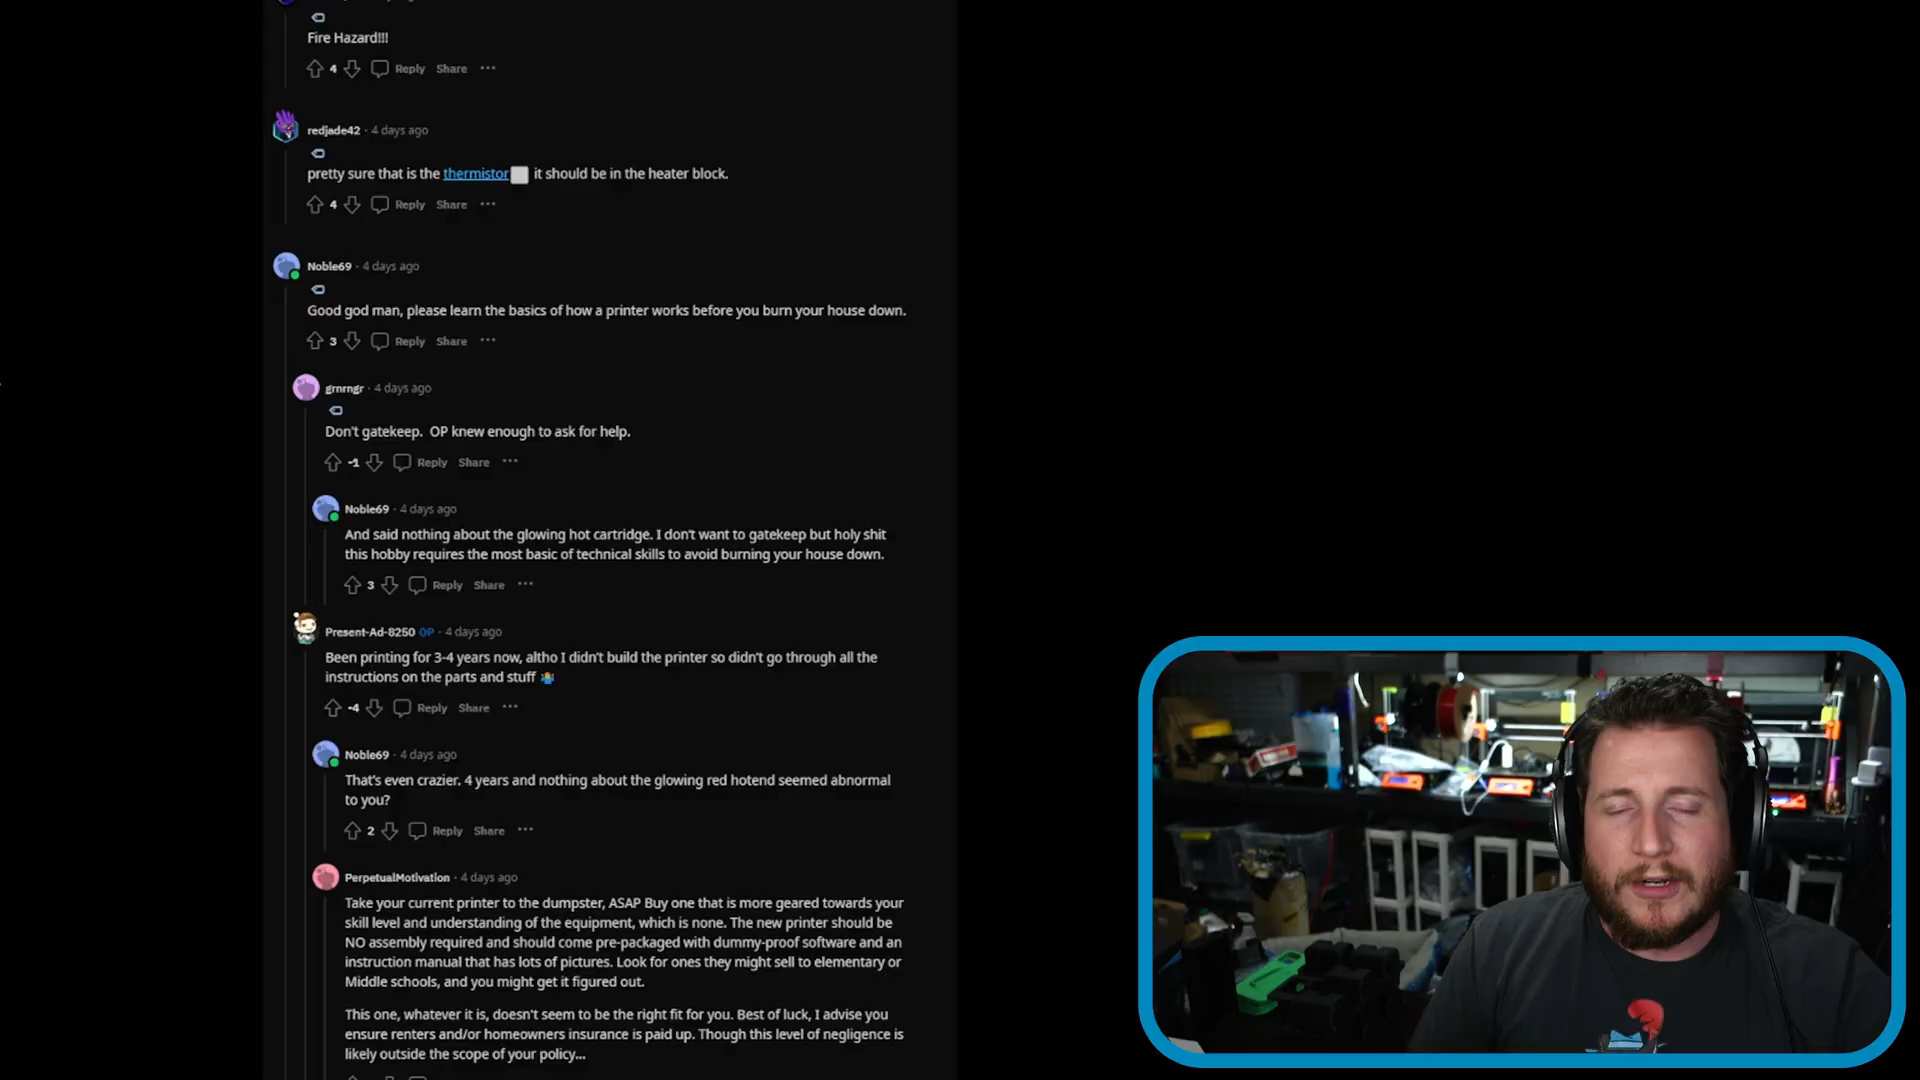 Fire Hazard!!!
4 Reply Share ...
redjade42 · 4 days ago
pretty sure that is the thermistor it should be in the heater block.
4 Reply Share ...
Noble69 · 4 days ago
Good god man, please learn the basics of how a printer works before you burn your house down.
3 Reply Share ...
grnrngr · 4 days ago
Don't gatekeep. OP knew enough to ask for help.
-1 Reply Share ...
Noble69 · 4 days ago
And said nothing about the glowing hot cartridge. I don't want to gatekeep but holy shit
this hobby requires the most basic of technical skills to avoid burning your house down.
3 Reply Share ...
Present-Ad-8250 OP · 4 days ago
Been printing for 3-4 years now, altho I didn't build the printer so didn't go through all the
instructions on the parts and stuff
-4 Reply Share ...
Noble69 · 4 days ago
That's even crazier. 4 years and nothing about the glowing red hotend seemed abnormal
to you?
2 Reply Share ...
PerpetualMotivation · 4 days ago
Take your current printer to the dumpster, ASAP Buy one that is more geared towards your
skill level and understanding of the equipment, which is none. The new printer should be
NO assembly required and should come pre-packaged with dummy-proof software and an
instruction manual that has lots of pictures. Look for ones they might sell to elementary or
Middle schools, and you might get it figured out.
This one, whatever it is, doesn't seem to be the right fit for you. Best of luck, I advise you
ensure renters and/or homeowners insurance is paid up. Though this level of negligence is
likely outside the scope of your policy...